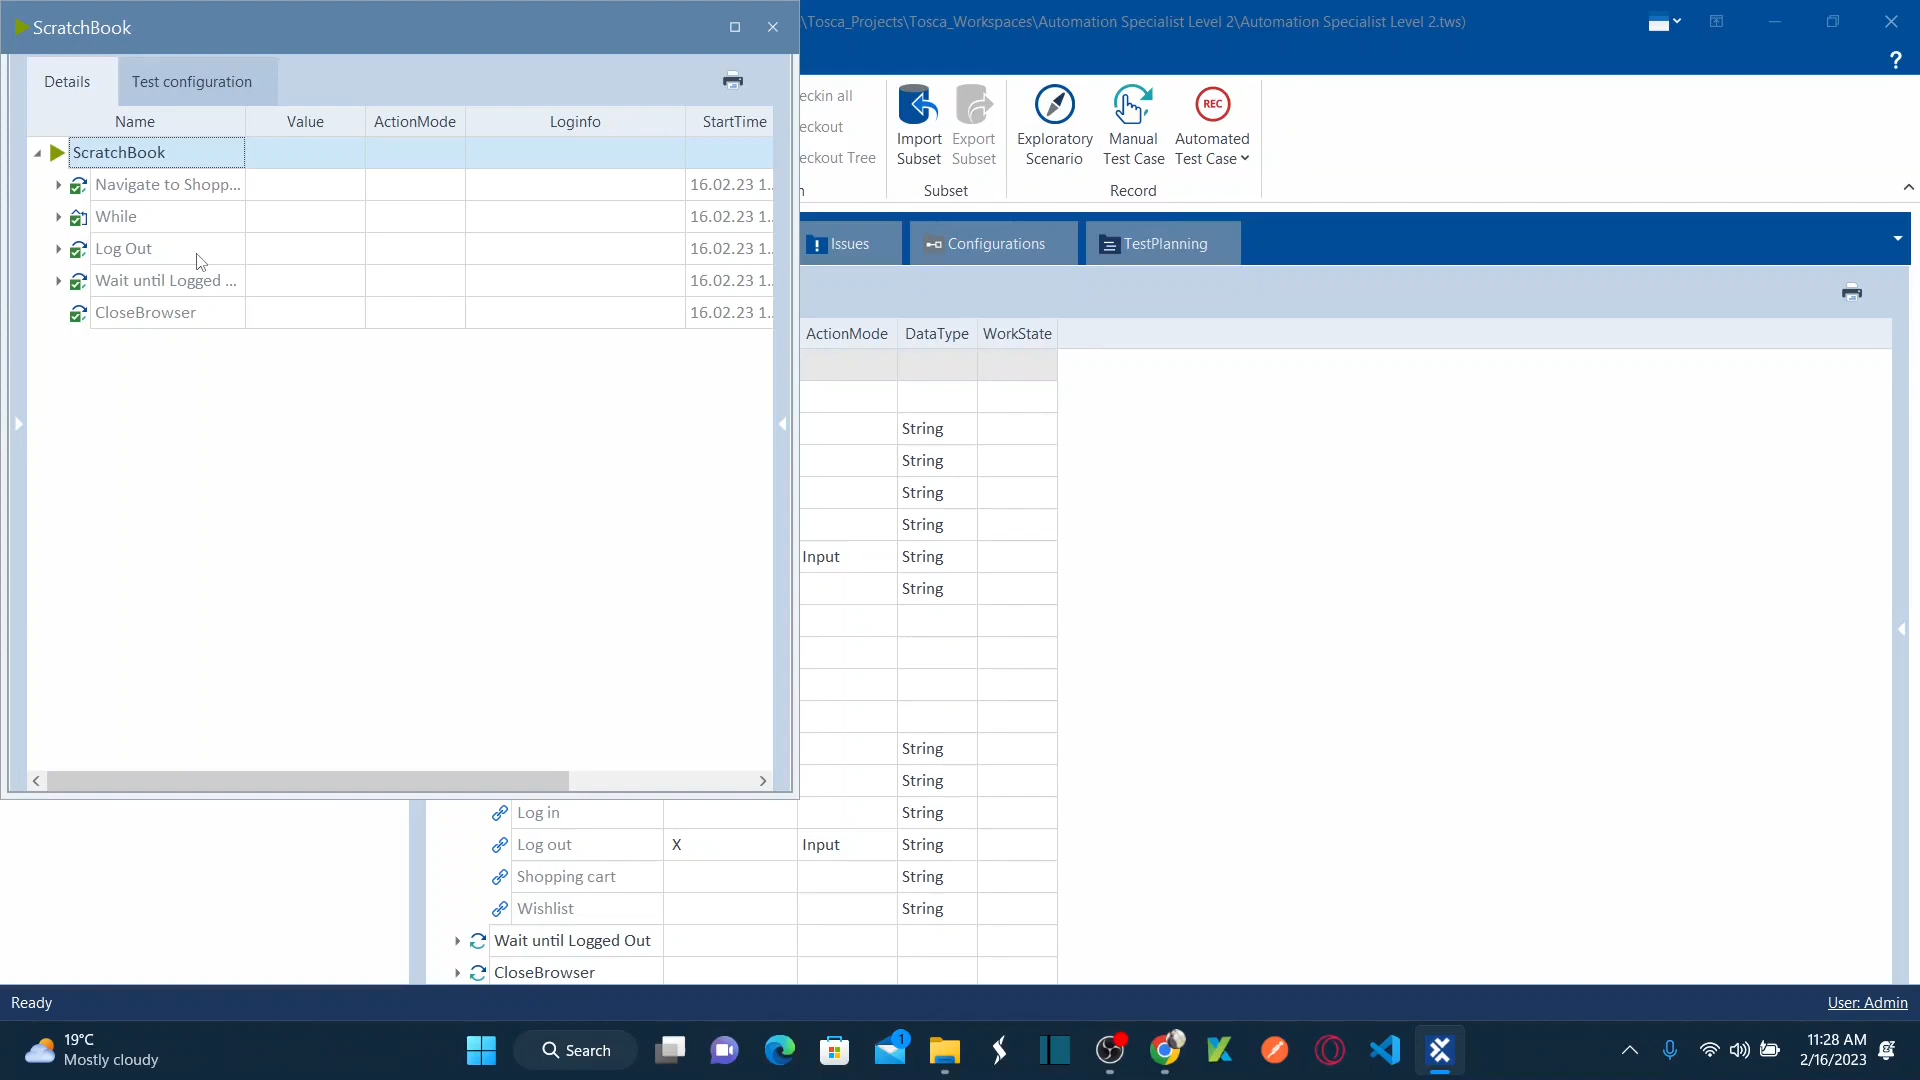 ScratchBook
\Tosca_Projects\Tosca_Workspaces\Automation Specialist Level 2\Automation Specialist Level 2.tws)
?
Details
Test configuration
Name
Value
ActionMode
Loginfo
StartTime
ScratchBook
Navigate to Shopp...
16.02.23 1..
While
16.02.23 1..
Log Out
16.02.23 1..
Wait until Logged ...
16.02.23 1..
CloseBrowser
16.02.23 1..
eckin all
eckout
eckout Tree
Import
Subset
Export
Subset
Subset
Exploratory
Scenario
Manual
Test Case
REC
Automated
Test Case
Record
Issues
Configurations
TestPlanning
ActionMode
DataType
WorkState
String
String
String
String
Input
String
String
String
String
Log in
String
Log out
X
Input
String
Shopping cart
String
Wishlist
String
Wait until Logged Out
CloseBrowser
Ready
User: Admin
19°C
Mostly cloudy
Search
1
11:28 AM
2/16/2023